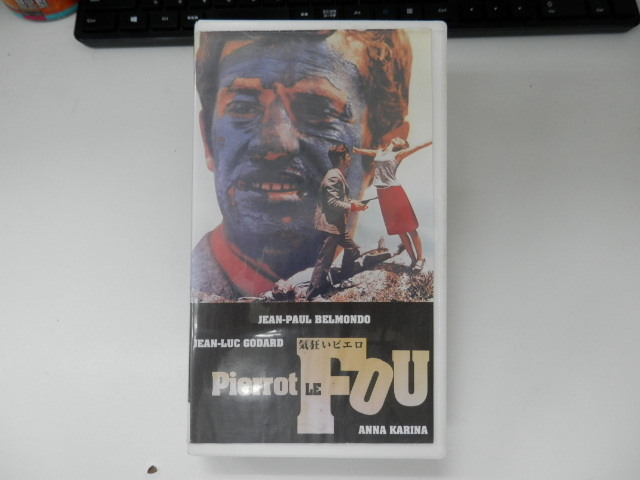 JEAN-PAUL BELMONDO
JEAN-LUC GODARD
気狂いピエロ
Pierrot LE FOU
ANNA KARINA